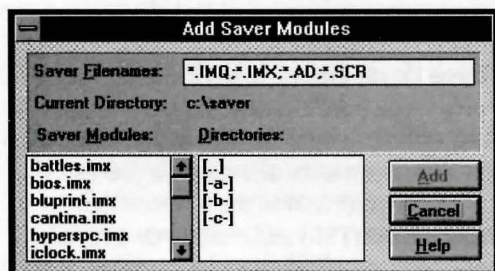 Add Saver Modules
Saver Filenames: *.IMQ;*.IMX;*.AD;*.SCR
Current Directory: c:\saver
Saver Modules: Directories:
battles.imx
bios.imx
bluprint.imx
cantina.imx
hyperspc.imx
iclock.imx
[..]
[-a-]
[-b-]
[-c-]
Add
Cancel
Help